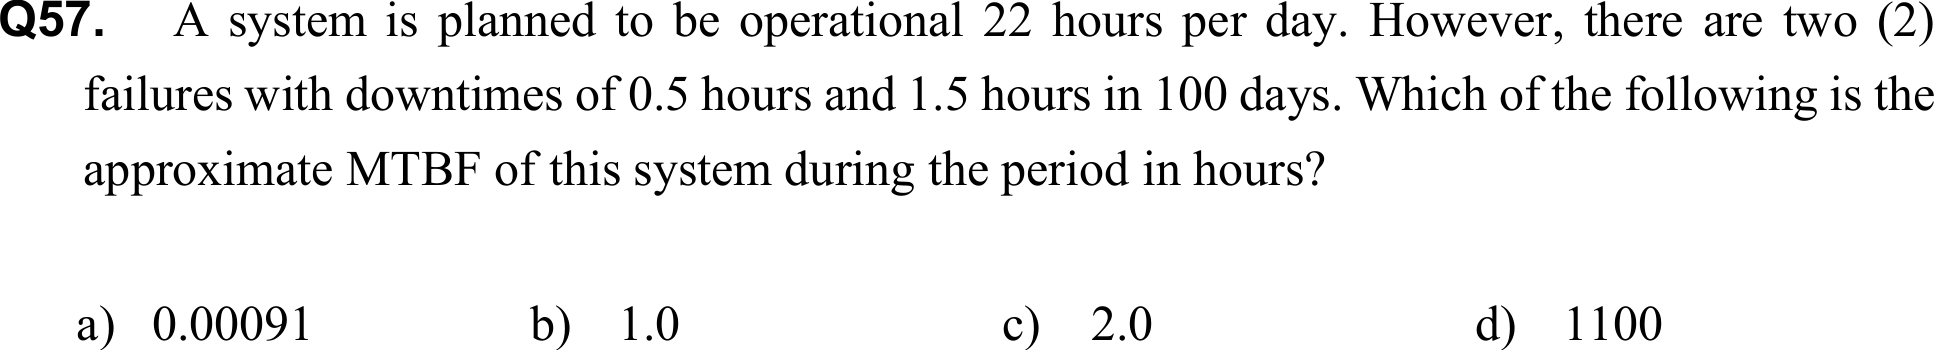 Q57. A system is planned to be operational 22 hours per day. However, there are two (2)
failures with downtimes of 0.5 hours and 1.5 hours in 100 days. Which of the following is the
approximate MTBF of this system during the period in hours?
a) 0.00091 b) 1.0 c) 2.0 d) 1100